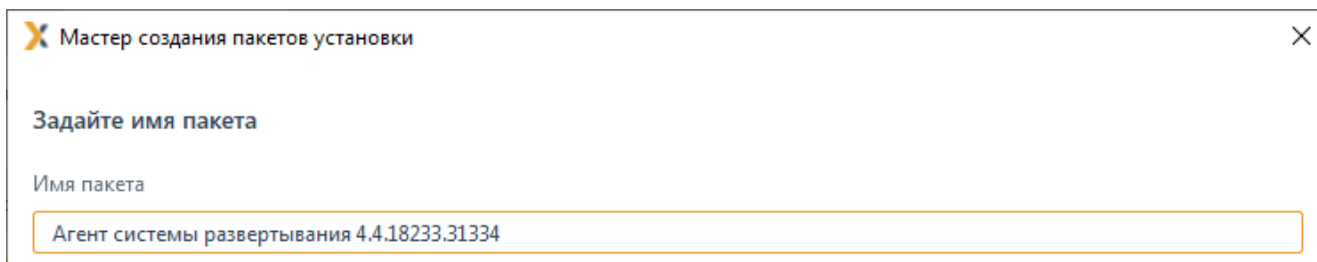 Мастер создания пакетов установки
Задайте имя пакета
Имя пакета
Агент системы развертывания 4.4.18233.31334